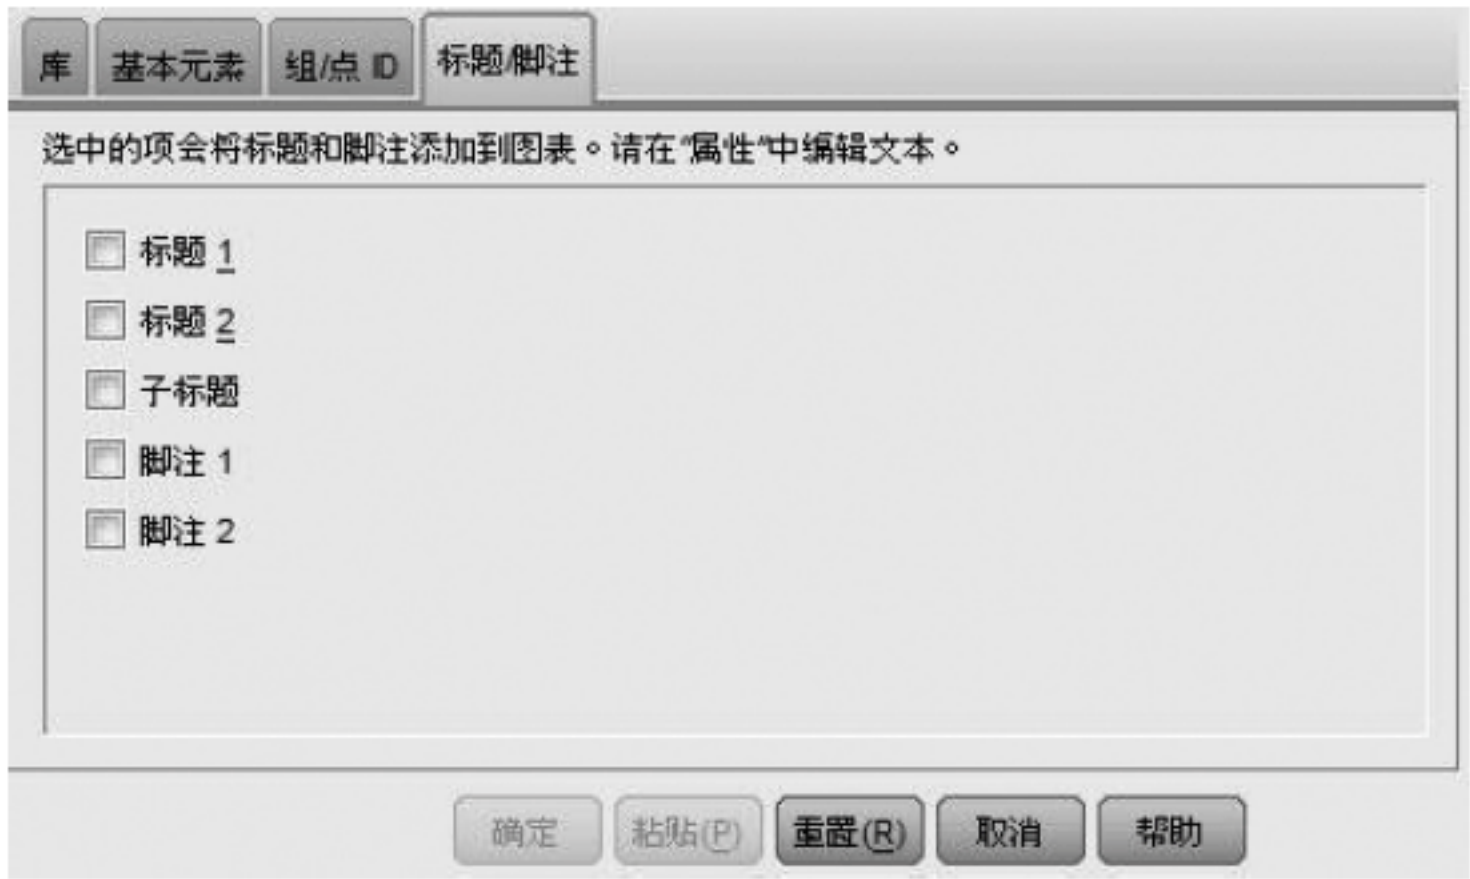 库 基本元素 组/点 ID 标题/脚注
选中的项会将标题和脚注添加到图表。请在"属性"中编辑文本。
标题 1
标题 2
子标题
脚注 1
脚注 2
确定 粘贴(P) 重置(R) 取消 帮助